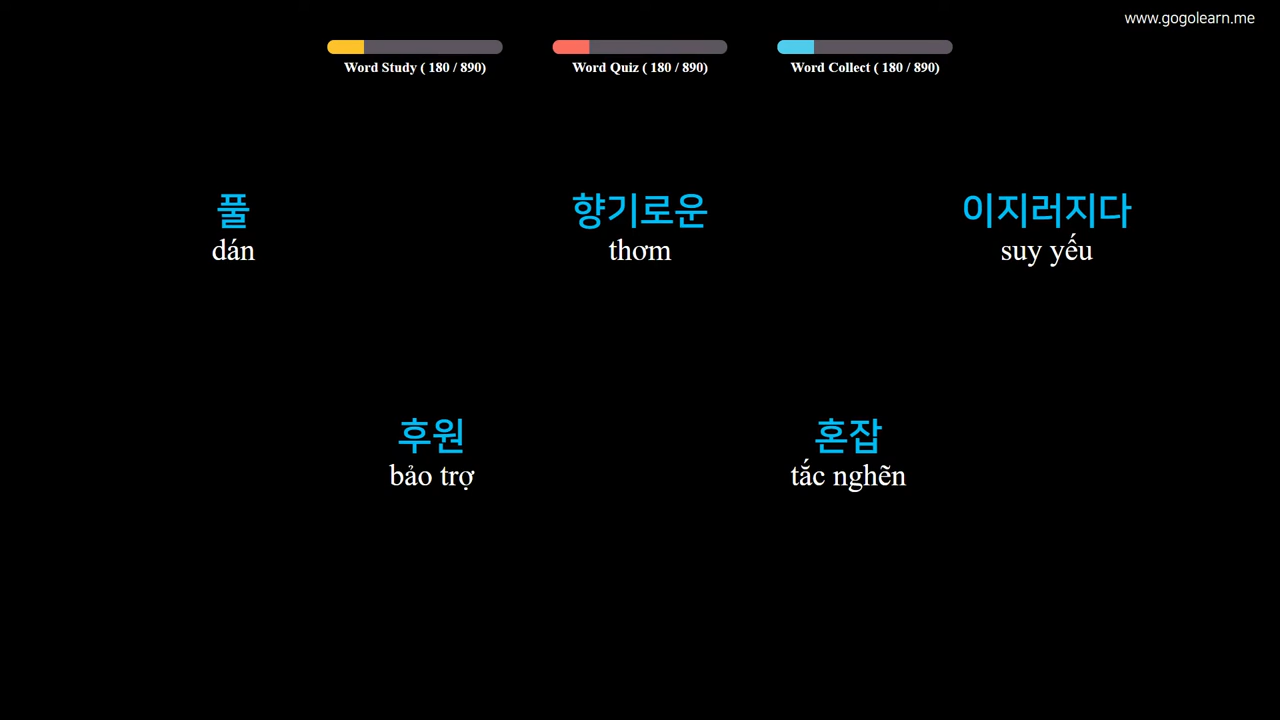 www.gogolearn.me
Word Study ( 180 / 890)
Word Quiz ( 180 / 890)
Word Collect ( 180 / 890)
풀
dán
향기로운
thơm
이지러지다
suy yếu
후원
bảo trợ
혼잡
tắc nghẽn